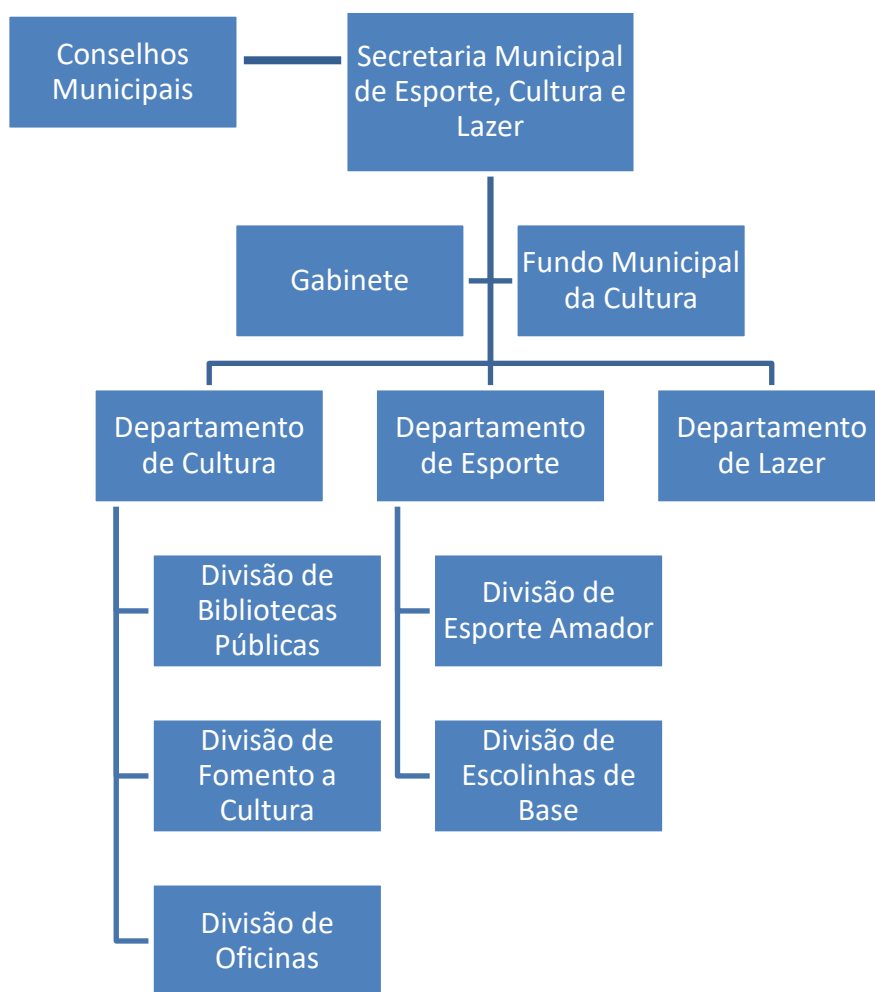 Conselhos
Municipais
Secretaria Municipal
de Esporte, Cultura e
Lazer
Gabinete
Fundo Municipal
da Cultura
Departamento
de Cultura
Departamento
de Esporte
Departamento
de Lazer
Divisão de
Bibliotecas
Públicas
Divisão de
Esporte Amador
Divisão de
Fomento a
Cultura
Divisão de
Escolinhas de
Base
Divisão de
Oficinas